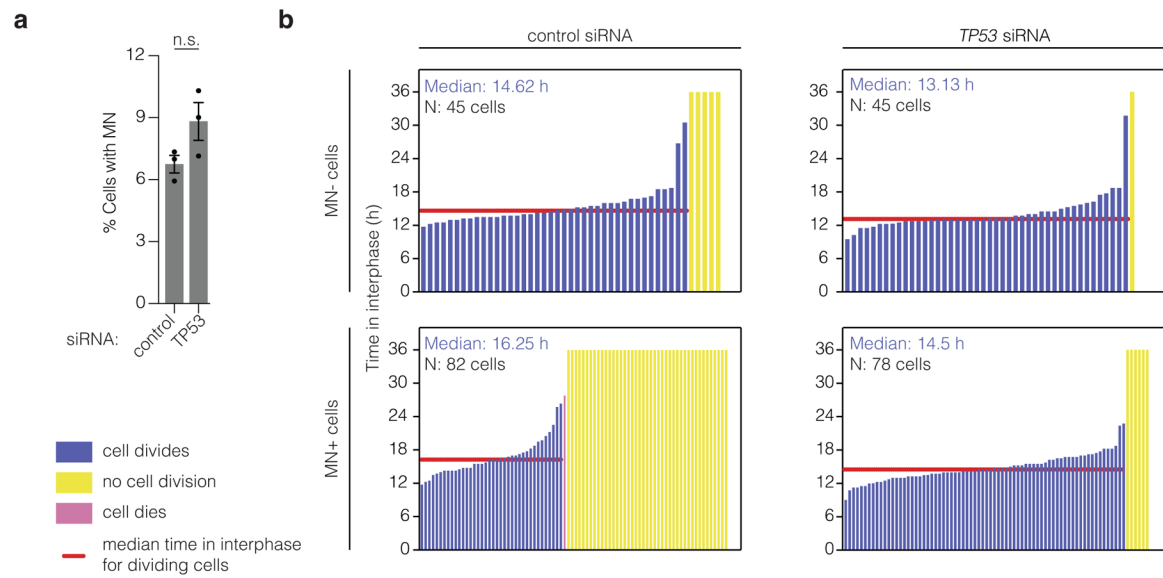 a
n.s.
12
9
6
3
0
% Cells with MN
siRNA:
control
TP53
cell divides
no cell division
cell dies
median time in interphase
for dividing cells
b
control siRNA
TP53 siRNA
MN- cells
MN+ cells
Time in interphase (h)
Median: 14.62 h
N: 45 cells
36
30
24
18
12
6
0
Median: 13.13 h
N: 45 cells
36
30
24
18
12
6
0
Median: 16.25 h
N: 82 cells
36
30
24
18
12
6
0
Median: 14.5 h
N: 78 cells
36
30
24
18
12
6
0